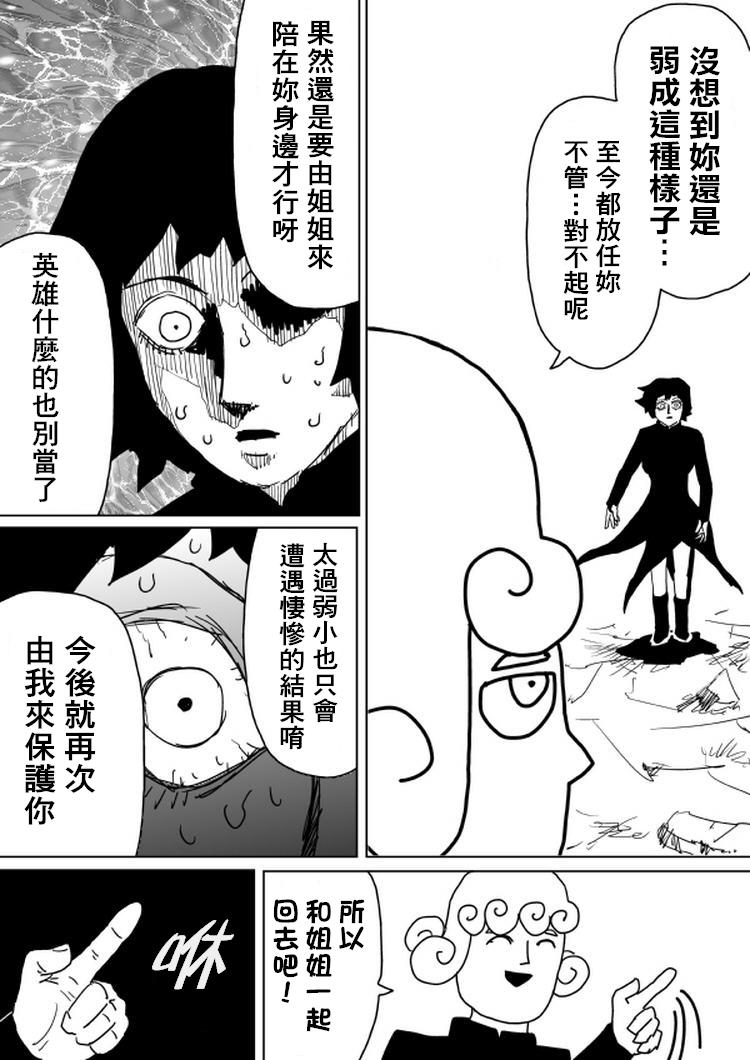 沒想到妳還是
弱成這種樣子…
至今都放任妳
不管…對不起呢
果然還是要由姐姐來
陪在妳身邊才行呀
英雄什麼的也別當了
太過弱小也只會
遭遇悽慘的結果唷
今後就再次
由我來保護你
所以
和姐姐一起
回去吧！
咻